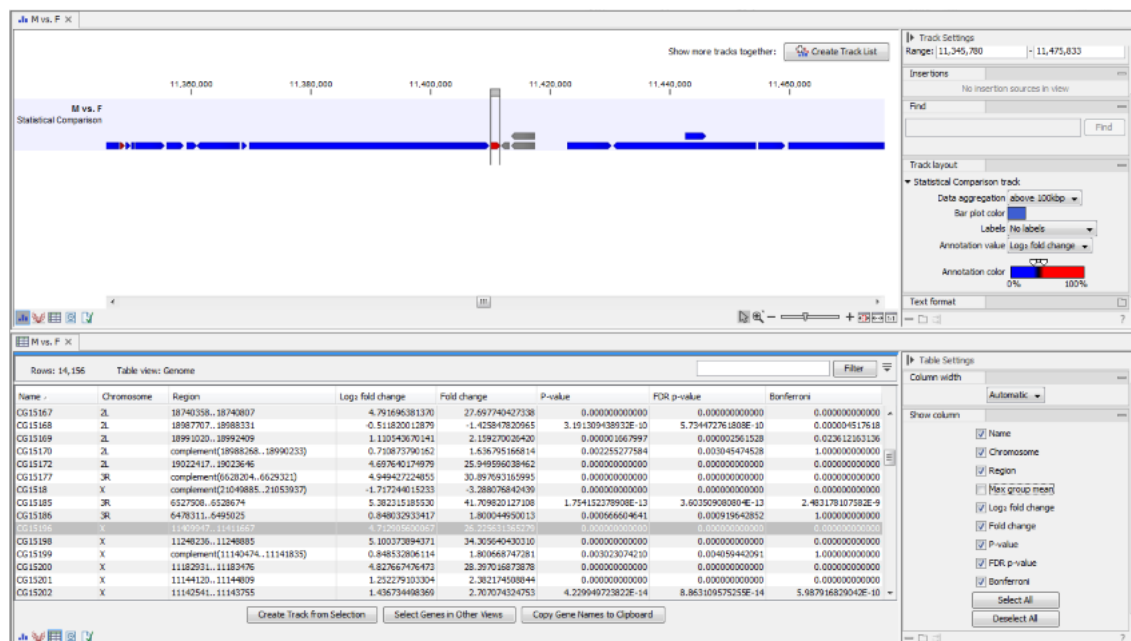 M vs. F
Show more tracks together: Create Track List
11,360,000 11,380,000 11,400,000 11,420,000 11,440,000 11,460,000
M vs. F
Statistical Comparison
Track Settings
Range: 11,345,780 - 11,475,833
Insertions
No insertion sources in view
Find
Find
Track layout
Statistical Comparison track
Data aggregation above 100kbp
Bar plot color
Labels No labels
Annotation value Log₂ fold change
Annotation color
0% 100%
Text format
M vs. F
Rows: 14,156 Table view: Genome Filter
Name Chromosome Region Log₂ fold change Fold change P-value FDR p-value Bonferroni
CG15167 2L 18740358..18740807 4.791696381370 27.697740427338 0.000000000000 0.000000000000 0.000000000000
CG15168 2L 18987707..18988331 -0.511820012879 -1.425847820965 3.191309438932E-10 5.734472761808E-10 0.000004517618
CG15169 2L 18991020..18992409 1.110543670141 2.159270026420 0.000001667997 0.000002561528 0.023612163136
CG15170 2L complement(18988268..18990233) 0.710873790162 1.636795166814 0.002255277584 0.003045474528 1.000000000000
CG15172 2L 19022417..19023646 4.697640174979 25.949596038462 0.000000000000 0.000000000000 0.000000000000
CG15177 3R complement(6628204..6629321) 4.949427224855 30.897693165995 0.000000000000 0.000000000000 0.000000000000
CG1518 X complement(21049885..21053937) -1.717244015233 -3.288076842439 0.000000000000 0.000000000000 0.000000000000
CG15185 3R 6527508..6528674 5.382315185530 41.709820127108 1.754152378908E-13 3.603509080804E-13 2.483178107582E-9
CG15186 3R 6494318..6495025 0.848032933417 1.800044950013 0.000666604641 0.000919642852 1.000000000000
CG15196 X 11409947..11411667 4.712905600067 26.225631365279 0.000000000000 0.000000000000 0.000000000000
CG15198 X 11248236..11248885 5.100373894371 34.305640430310 0.000000000000 0.000000000000 0.000000000000
CG15199 X complement(11140474..11141835) 0.848532806114 1.800668747281 0.003023074210 0.004059442091 1.000000000000
CG15200 X 11182931..11183476 4.827667476473 28.397016873878 0.000000000000 0.000000000000 0.000000000000
CG15201 X 11144120..11144809 1.252279103304 2.382174508844 0.000000000000 0.000000000000 0.000000000000
CG15202 X 11142541..11143755 1.436734498369 2.707074324753 4.229949723822E-14 8.863109575255E-14 5.987916829042E-10
Create Track from Selection Select Genes in Other Views Copy Gene Names to Clipboard
Table Settings
Column width
Automatic
Show column
Name
Chromosome
Region
Max group mean
Log₂ fold change
Fold change
P-value
FDR p-value
Bonferroni
Select All
Deselect All